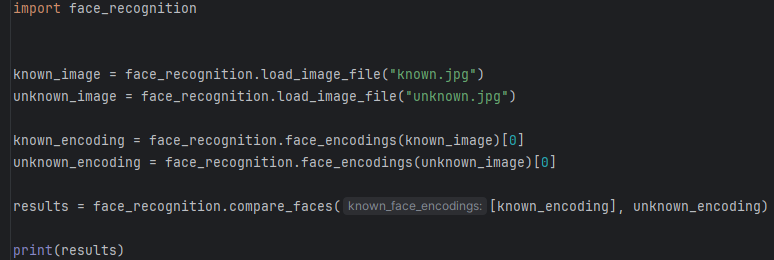 import face_recognition
known_image = face_recognition.load_image_file("known.jpg")
unknown_image = face_recognition.load_image_file("unknown.jpg")
known_encoding = face_recognition.face_encodings(known_image)[0]
unknown_encoding = face_recognition.face_encodings(unknown_image)[0]
results = face_recognition.compare_faces( known_face_encodings: [known_encoding], unknown_encoding)
print(results)